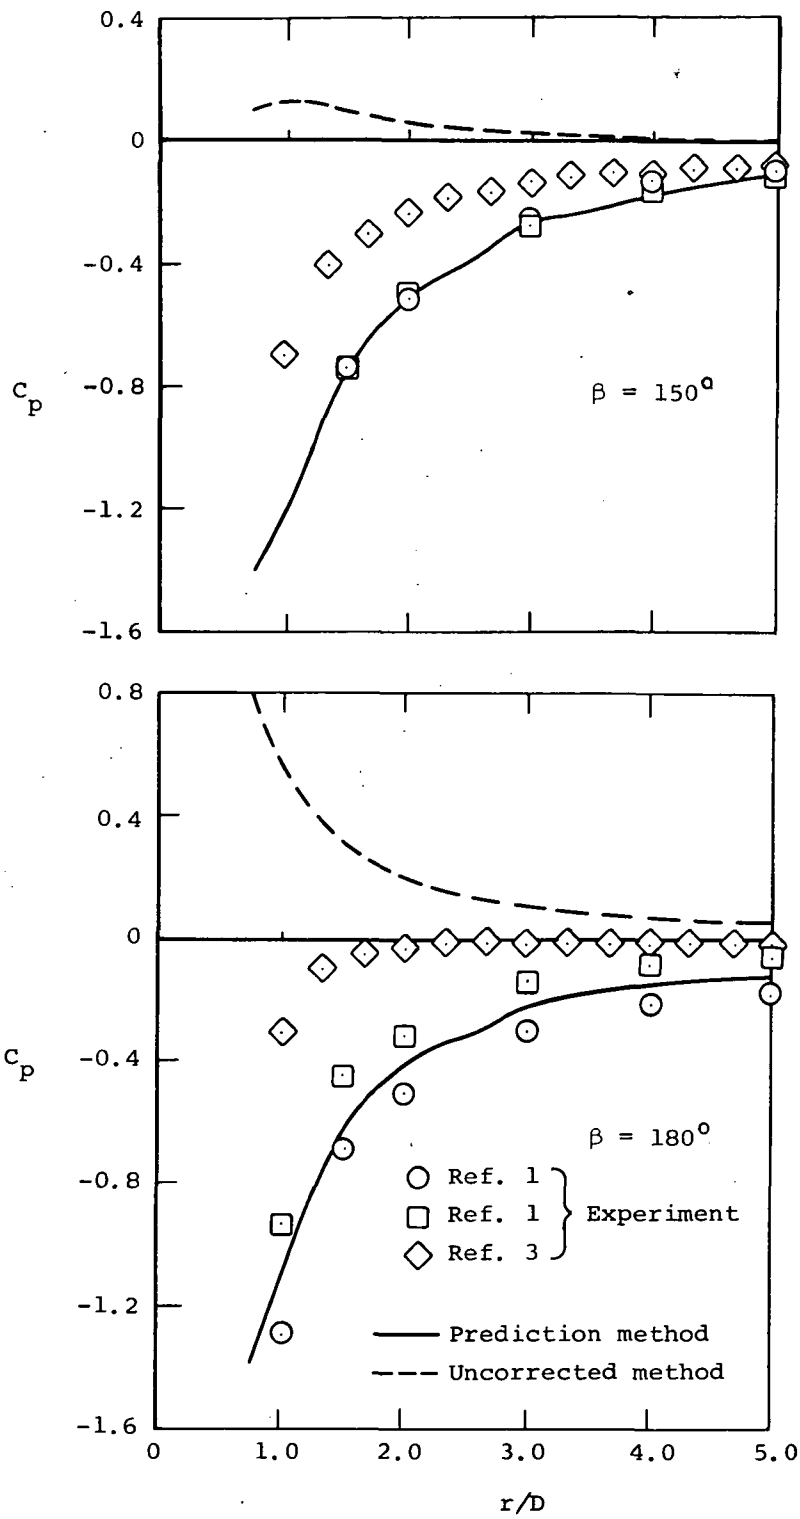 0.4
0
-0.4
-0.8
-1.2
-1.6
Cp
β = 150°
0.8
0.4
0
-0.4
-0.8
-1.2
-1.6
Cp
β = 180°
Ref. 1
Ref. 1
Ref. 3
Experiment
Prediction method
Uncorrected method
0 1.0 2.0 3.0 4.0 5.0
r/D